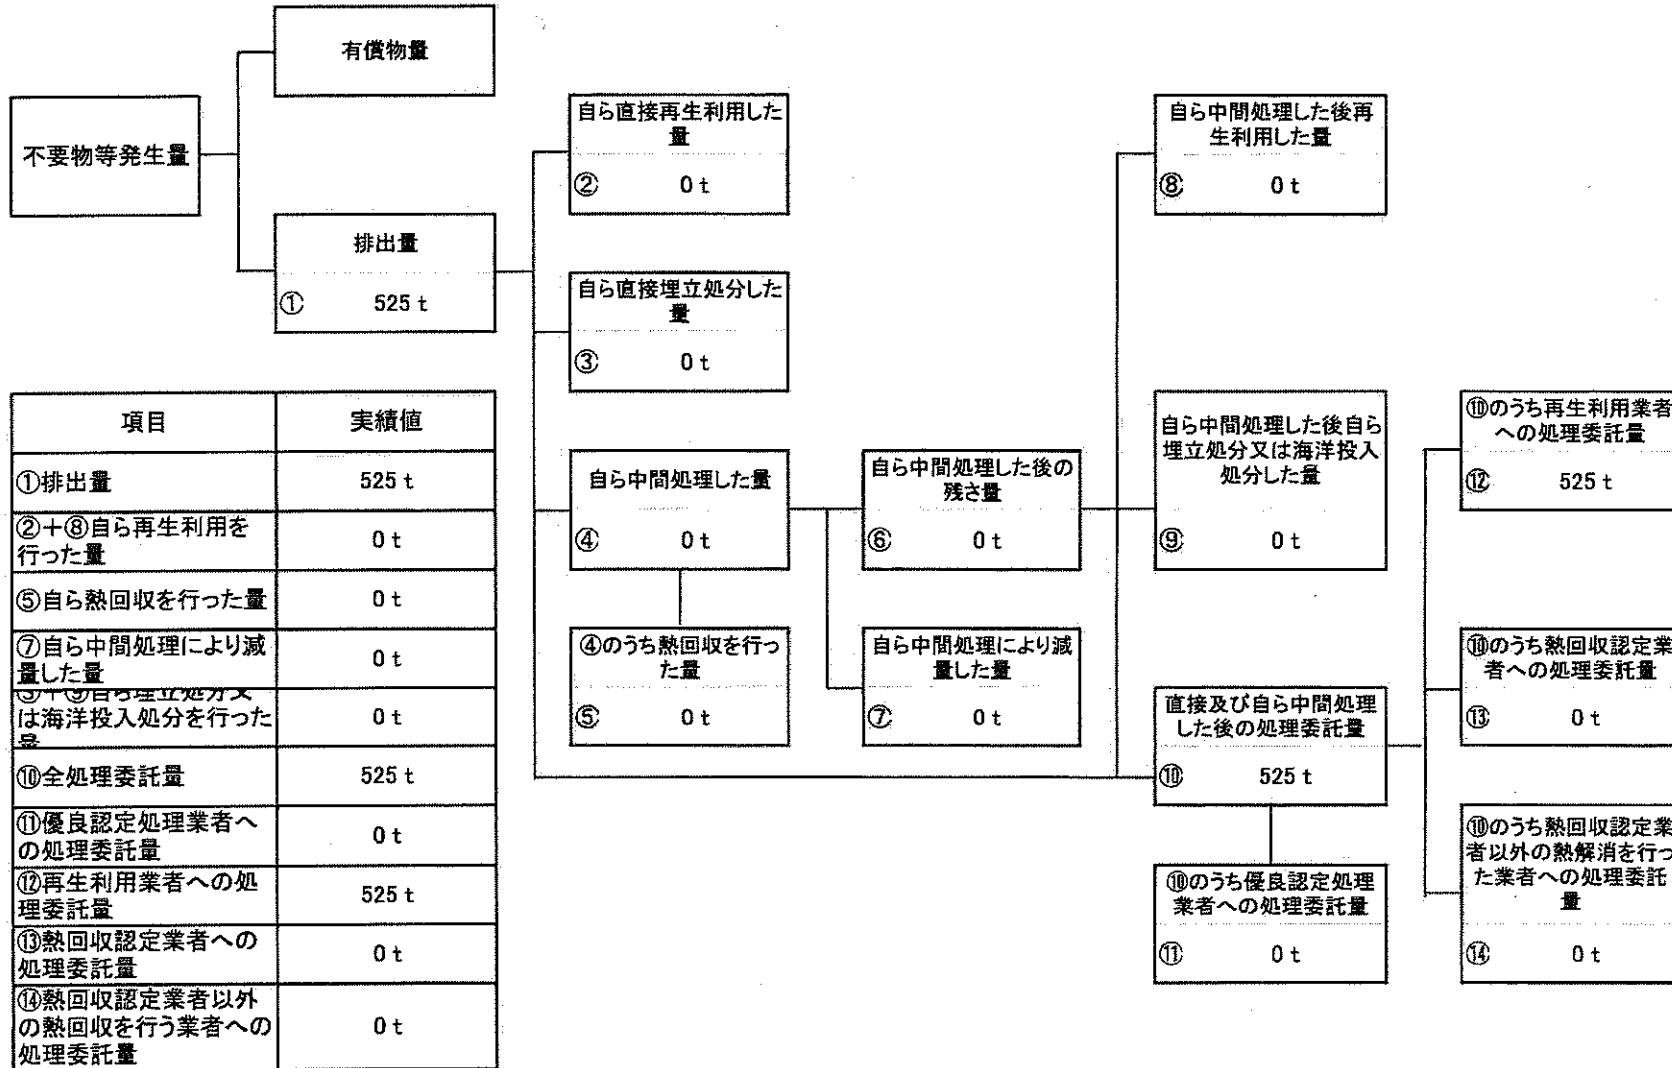 有償物量
不要物等発生量
排出量
① 525 t
自ら直接再生利用した
量
② 0 t
自ら直接埋立処分した
量
③ 0 t
自ら中間処理した量
④ 0 t
④のうち熱回収を行っ
た量
⑤ 0 t
自ら中間処理した後の
残さ量
⑥ 0 t
自ら中間処理により減
量した量
⑦ 0 t
自ら中間処理した後再
生利用した量
⑧ 0 t
自ら中間処理した後自ら
埋立処分又は海洋投入
処分した量
⑨ 0 t
直接及び自ら中間処理
した後の処理委託量
⑩ 525 t
⑩のうち優良認定処理
業者への処理委託量
⑪ 0 t
⑩のうち再生利用業者
への処理委託量
⑫ 525 t
⑩のうち熱回収認定業
者への処理委託量
⑬ 0 t
⑩のうち熱回収認定業
者以外の熱解消を行っ
た業者への処理委託
量
⑭ 0 t
項目 実績値
①排出量 525 t
②+⑧自ら再生利用を
行った量 0 t
⑤自ら熱回収を行った量 0 t
⑦自ら中間処理により減
量した量 0 t
③+⑨自ら埋立処分又
は海洋投入処分を行った
量 0 t
⑩全処理委託量 525 t
⑪優良認定処理業者へ
の処理委託量 0 t
⑫再生利用業者への処
理委託量 525 t
⑬熱回収認定業者への
処理委託量 0 t
⑭熱回収認定業者以外
の熱回収を行う業者への
処理委託量 0 t